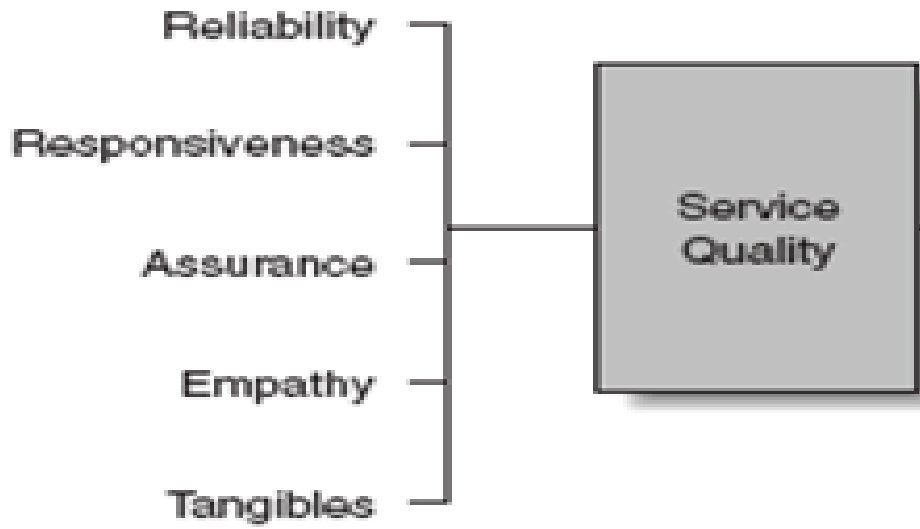 Reliability
Responsiveness
Assurance
Empathy
Tangibles
Service
Quality